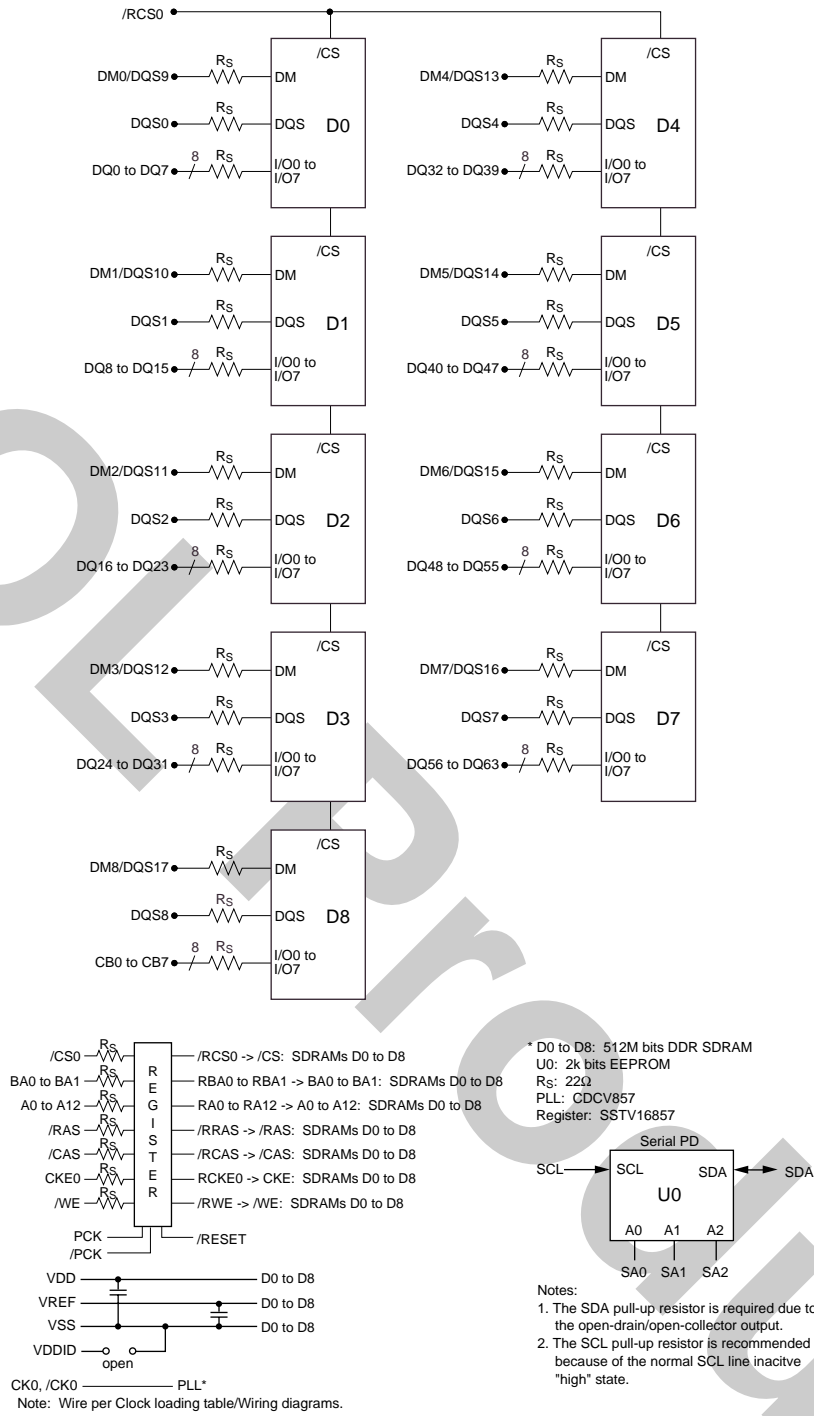 /RCS0
/CS
DM0/DQS9 RS DM
DQS0 RS DQS D0
DQ0 to DQ7 8 RS I/O0 to
I/O7
/CS
DM4/DQS13 RS DM
DQS4 RS DQS D4
DQ32 to DQ39 8 RS I/O0 to
I/O7
/CS
DM1/DQS10 RS DM
DQS1 RS DQS D1
DQ8 to DQ15 8 RS I/O0 to
I/O7
/CS
DM5/DQS14 RS DM
DQS5 RS DQS D5
DQ40 to DQ47 8 RS I/O0 to
I/O7
/CS
DM2/DQS11 RS DM
DQS2 RS DQS D2
DQ16 to DQ23 8 RS I/O0 to
I/O7
/CS
DM6/DQS15 RS DM
DQS6 RS DQS D6
DQ48 to DQ55 8 RS I/O0 to
I/O7
/CS
DM3/DQS12 RS DM
DQS3 RS DQS D3
DQ24 to DQ31 8 RS I/O0 to
I/O7
/CS
DM7/DQS16 RS DM
DQS7 RS DQS D7
DQ56 to DQ63 8 RS I/O0 to
I/O7
/CS
DM8/DQS17 RS DM
DQS8 RS DQS D8
CB0 to CB7 8 RS I/O0 to
I/O7
/CS0 RS /RCS0 -> /CS: SDRAMs D0 to D8
BA0 to BA1 RS RBA0 to RBA1 -> BA0 to BA1: SDRAMs D0 to D8
A0 to A12 RS RA0 to RA12 -> A0 to A12: SDRAMs D0 to D8
/RAS RS /RRAS -> /RAS: SDRAMs D0 to D8
/CAS RS /RCAS -> /CAS: SDRAMs D0 to D8
CKE0 RS RCKE0 -> CKE: SDRAMs D0 to D8
/WE RS /RWE -> /WE: SDRAMs D0 to D8
REGISTER
PCK
/PCK
/RESET
VDD D0 to D8
VREF D0 to D8
VSS D0 to D8
VDDID open
CK0, /CK0 PLL*
Note: Wire per Clock loading table/Wiring diagrams.
* D0 to D8: 512M bits DDR SDRAM
U0: 2k bits EEPROM
RS: 22Ω
PLL: CDCV857
Register: SSTV16857
Serial PD
SCL SCL SDA SDA
U0
A0 A1 A2
SA0 SA1 SA2
Notes:
1. The SDA pull-up resistor is required due to
the open-drain/open-collector output.
2. The SCL pull-up resistor is recommended
because of the normal SCL line inacitve
"high" state.
OL Produ